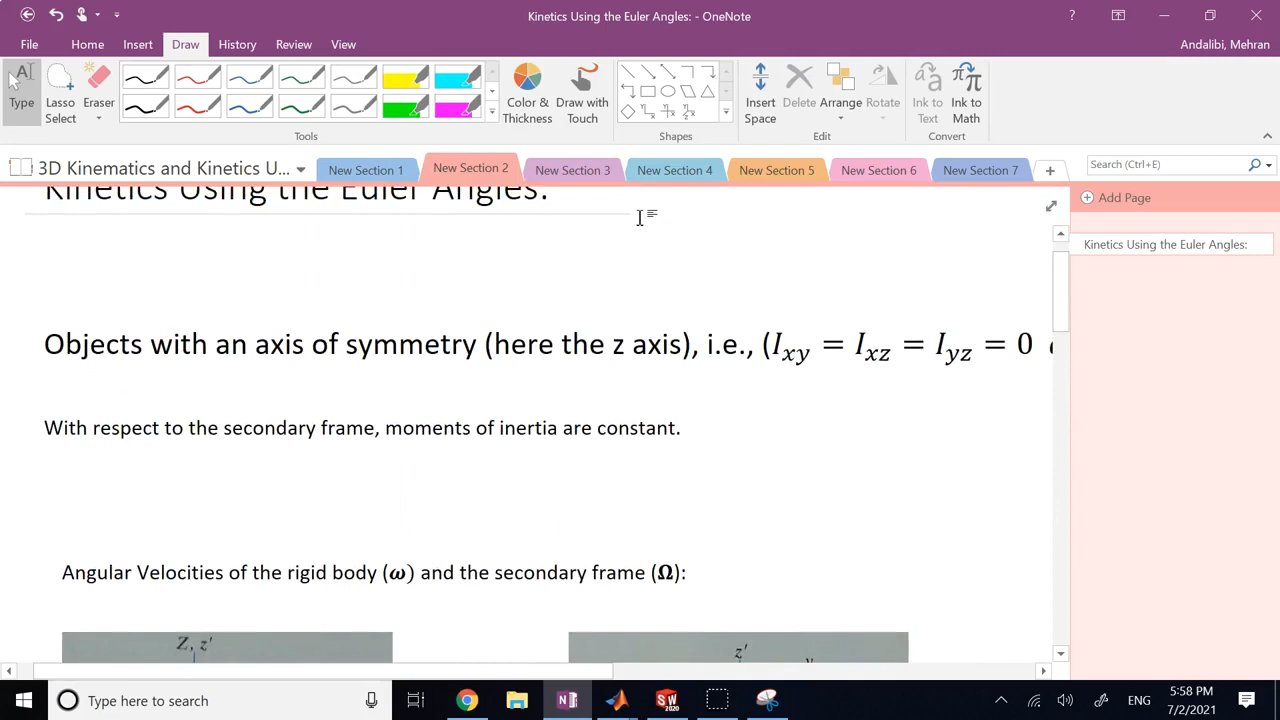 Kinetics Using the Euler Angles: - OneNote
File Home Insert Draw History Review View
Andalibi, Mehran
Type
Lasso Select
Eraser
Color & Thickness
Draw with Touch
Insert Space
Delete
Arrange
Rotate
Ink to Text
Ink to Math
Tools Shapes Edit Convert
3D Kinematics and Kinetics U...
New Section 1 New Section 2 New Section 3 New Section 4 New Section 5 New Section 6 New Section 7
Search (Ctrl+E)
Add Page
Kinetics Using the Euler Angles:
Kinetics Using the Euler Angles:
Objects with an axis of symmetry (here the z axis), i.e., (I_xy = I_xz = I_yz = 0
With respect to the secondary frame, moments of inertia are constant.
Angular Velocities of the rigid body (ω) and the secondary frame (Ω):
Z, z′
z′
Type here to search
ENG
5:58 PM
7/2/2021